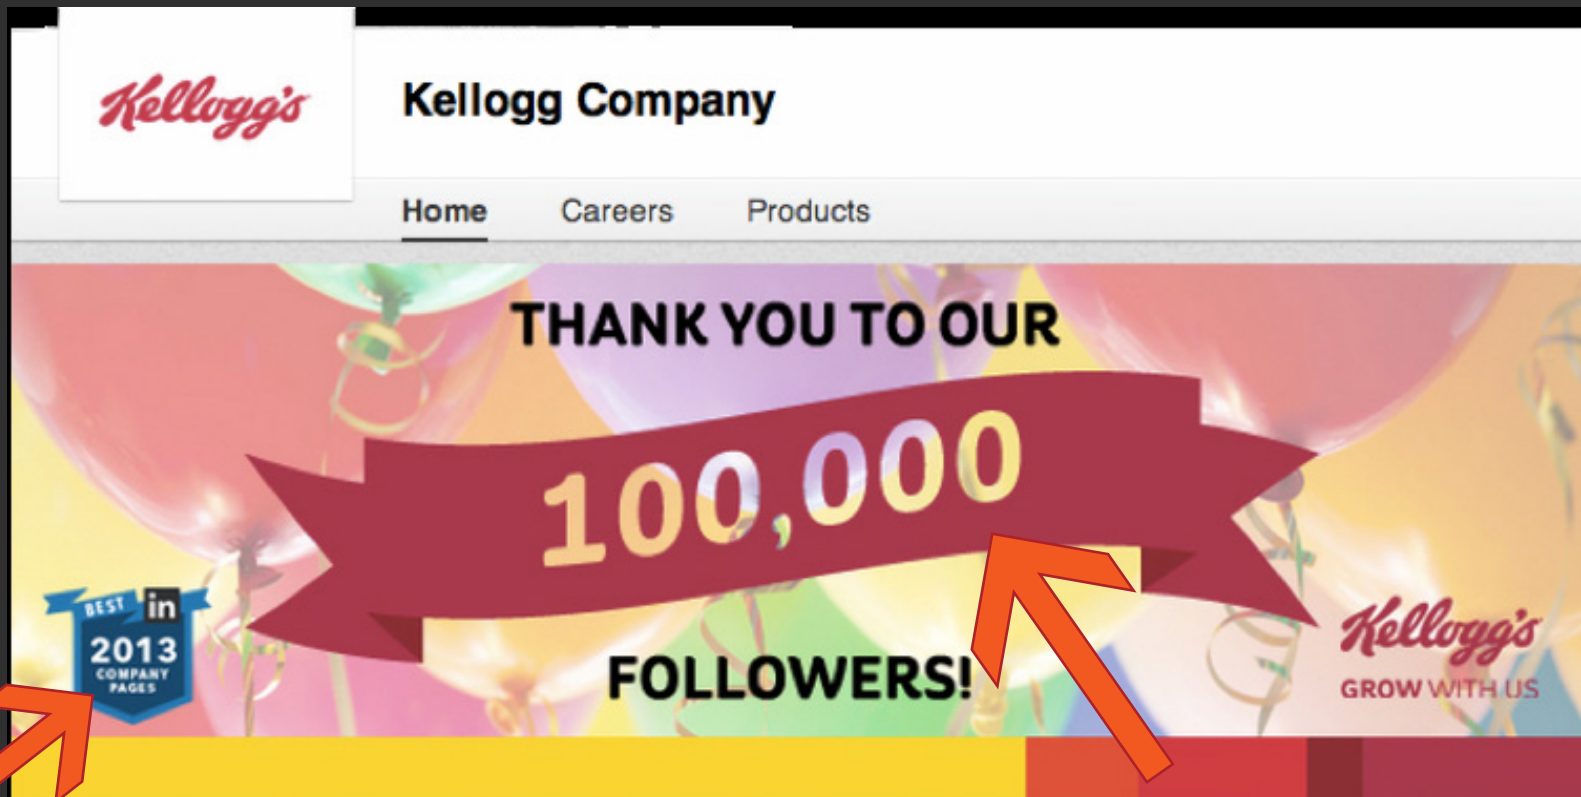 Kellogg's
Kellogg Company
Home Careers Products
THANK YOU TO OUR
100,000
FOLLOWERS!
BEST in
2013
COMPANY
PAGES
Kellogg's
GROW WITH US